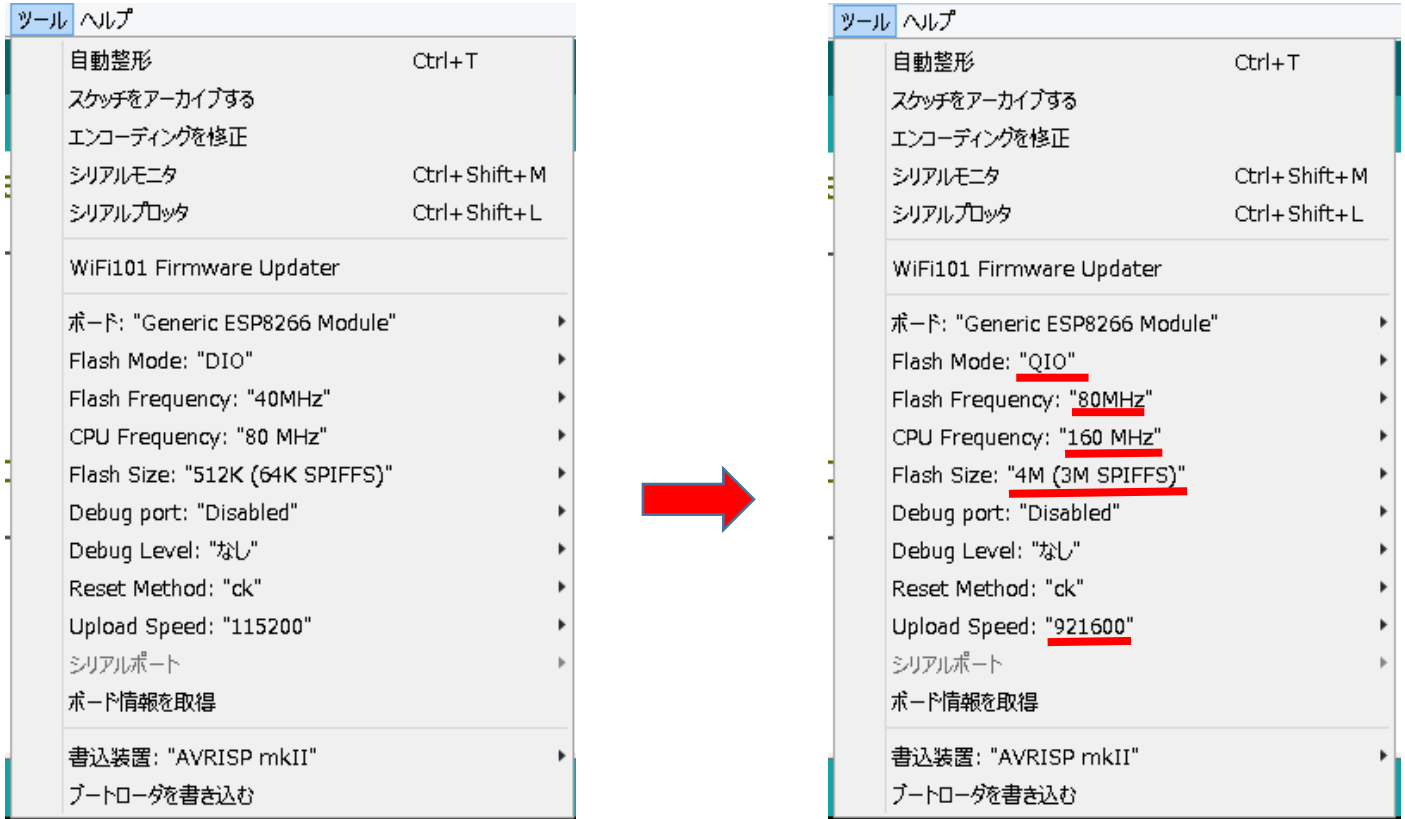 ツール ヘルプ
自動整形 Ctrl+T
スケッチをアーカイブする
エンコーディングを修正
シリアルモニタ Ctrl+Shift+M
シリアルプロッタ Ctrl+Shift+L
WiFi101 Firmware Updater
ボード: "Generic ESP8266 Module"
Flash Mode: "DIO"
Flash Frequency: "40MHz"
CPU Frequency: "80 MHz"
Flash Size: "512K (64K SPIFFS)"
Debug port: "Disabled"
Debug Level: "なし"
Reset Method: "ck"
Upload Speed: "115200"
シリアルポート
ボード情報を取得
書込装置: "AVRISP mkII"
ブートローダを書き込む
ツール ヘルプ
自動整形 Ctrl+T
スケッチをアーカイブする
エンコーディングを修正
シリアルモニタ Ctrl+Shift+M
シリアルプロッタ Ctrl+Shift+L
WiFi101 Firmware Updater
ボード: "Generic ESP8266 Module"
Flash Mode: "QIO"
Flash Frequency: "80MHz"
CPU Frequency: "160 MHz"
Flash Size: "4M (3M SPIFFS)"
Debug port: "Disabled"
Debug Level: "なし"
Reset Method: "ck"
Upload Speed: "921600"
シリアルポート
ボード情報を取得
書込装置: "AVRISP mkII"
ブートローダを書き込む